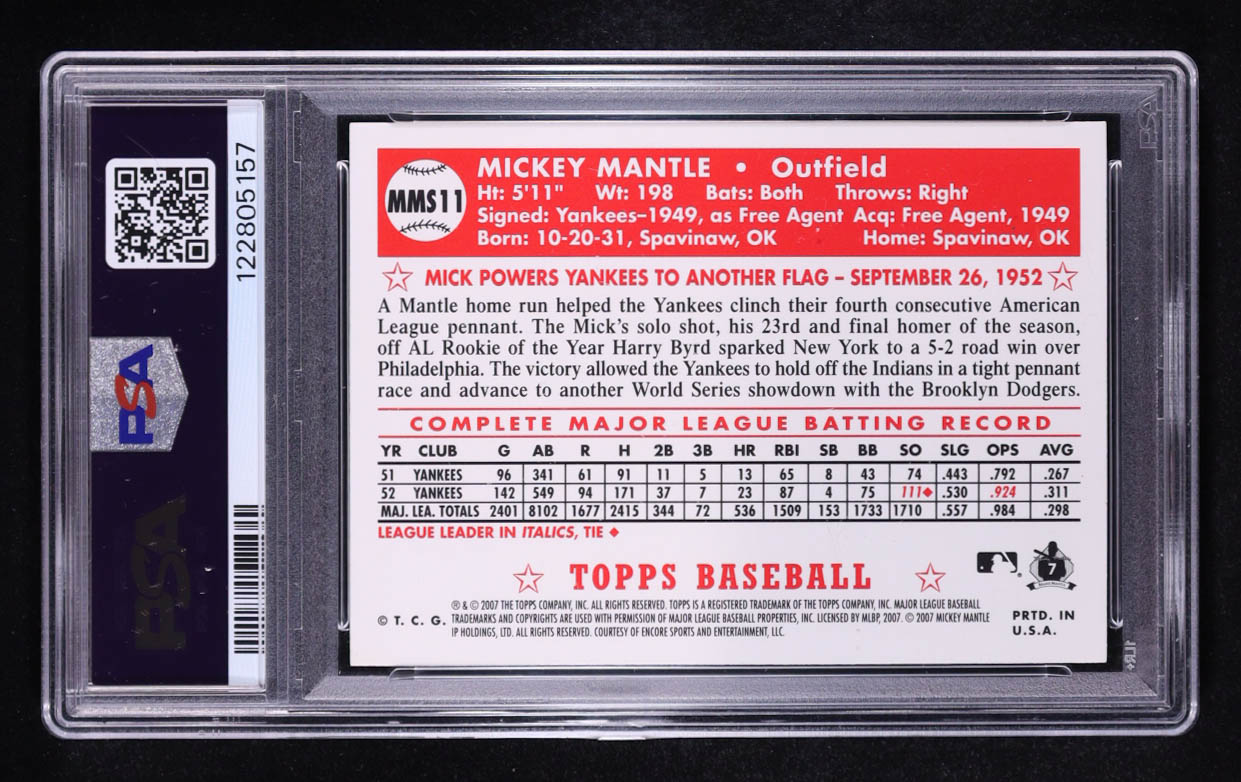 122805157
PSA
PSA
PSA
MMS11
MICKEY MANTLE • Outfield
Ht: 5'11" Wt: 198 Bats: Both Throws: Right
Signed: Yankees–1949, as Free Agent Acq: Free Agent, 1949
Born: 10-20-31, Spavinaw, OK Home: Spavinaw, OK
MICK POWERS YANKEES TO ANOTHER FLAG – SEPTEMBER 26, 1952
A Mantle home run helped the Yankees clinch their fourth consecutive American
League pennant. The Mick's solo shot, his 23rd and final homer of the season,
off AL Rookie of the Year Harry Byrd sparked New York to a 5-2 road win over
Philadelphia. The victory allowed the Yankees to hold off the Indians in a tight pennant
race and advance to another World Series showdown with the Brooklyn Dodgers.
COMPLETE MAJOR LEAGUE BATTING RECORD
YR CLUB G AB R H 2B 3B HR RBI SB BB SO SLG OPS AVG
51 YANKEES 96 341 61 91 11 5 13 65 8 43 74 .443 .792 .267
52 YANKEES 142 549 94 171 37 7 23 87 4 75 111♦ .530 .924 .311
MAJ. LEA. TOTALS 2401 8102 1677 2415 344 72 536 1509 153 1733 1710 .557 .984 .298
LEAGUE LEADER IN ITALICS, TIE ♦
TOPPS BASEBALL
7
® & © 2007 THE TOPPS COMPANY, INC. ALL RIGHTS RESERVED. TOPPS IS A REGISTERED TRADEMARK OF THE TOPPS COMPANY, INC. MAJOR LEAGUE BASEBALL
© T. C. G. TRADEMARKS AND COPYRIGHTS ARE USED WITH PERMISSION OF MAJOR LEAGUE BASEBALL PROPERTIES, INC. LICENSED BY MLBP, 2007. © 2007 MICKEY MANTLE
IP HOLDINGS, LTD. ALL RIGHTS RESERVED. COURTESY OF ENCORE SPORTS AND ENTERTAINMENT, LLC.
PRTD. IN
U.S.A.